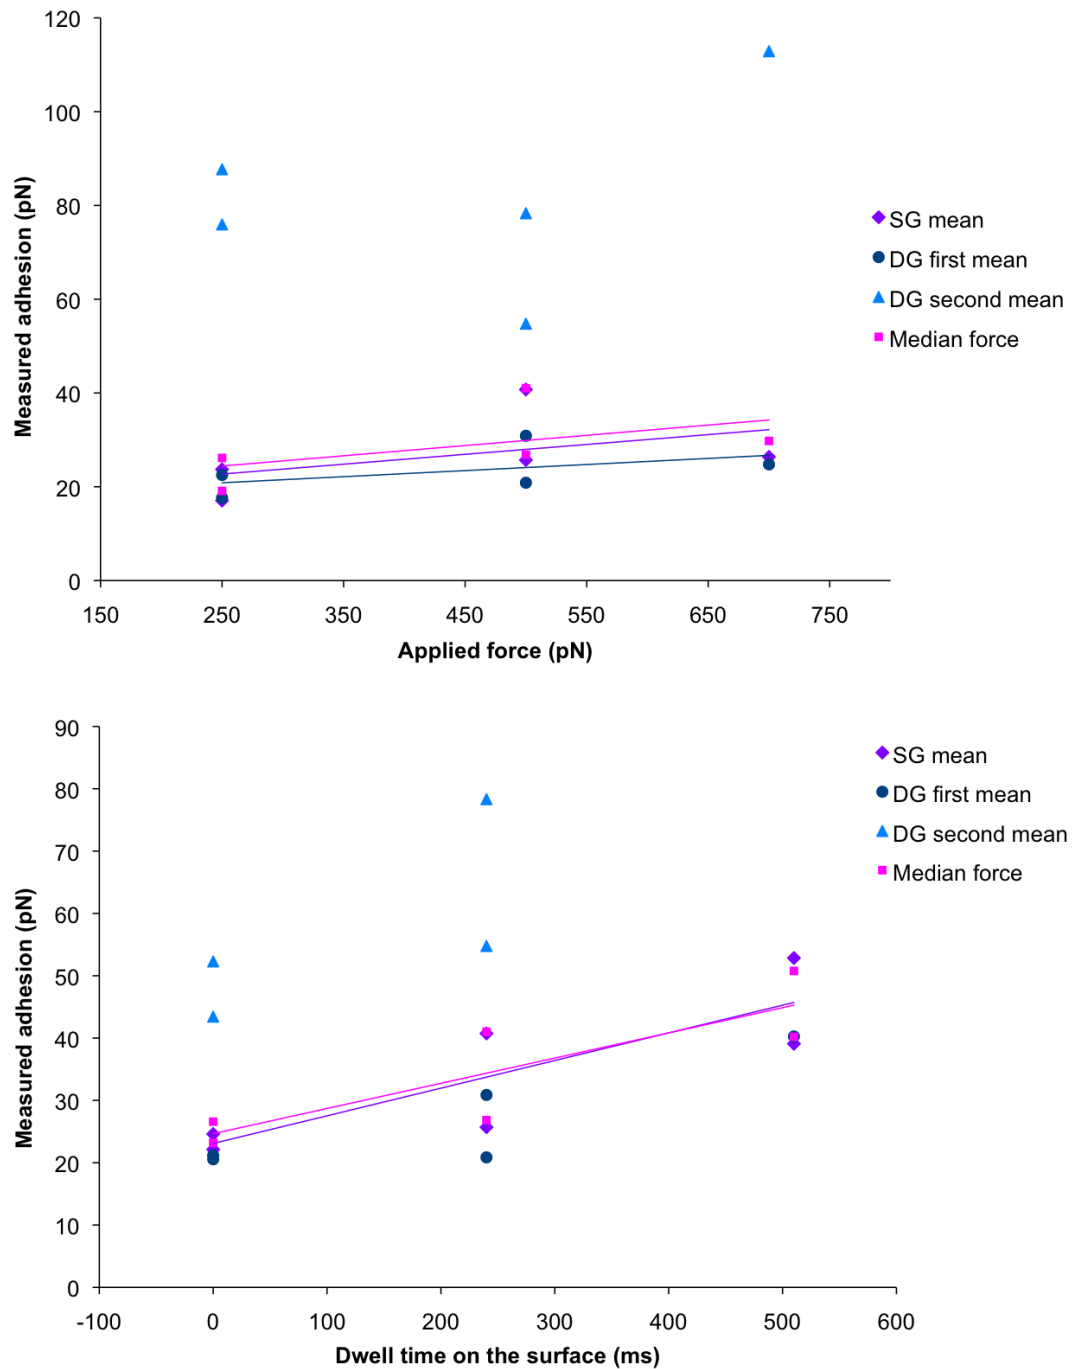 120
100
80
60
40
20
0
Measured adhesion (pN)
150 250 350 450 550 650 750
Applied force (pN)
SG mean
DG first mean
DG second mean
Median force
90
80
70
60
50
40
30
20
10
0
Measured adhesion (pN)
-100 0 100 200 300 400 500 600
Dwell time on the surface (ms)
SG mean
DG first mean
DG second mean
Median force